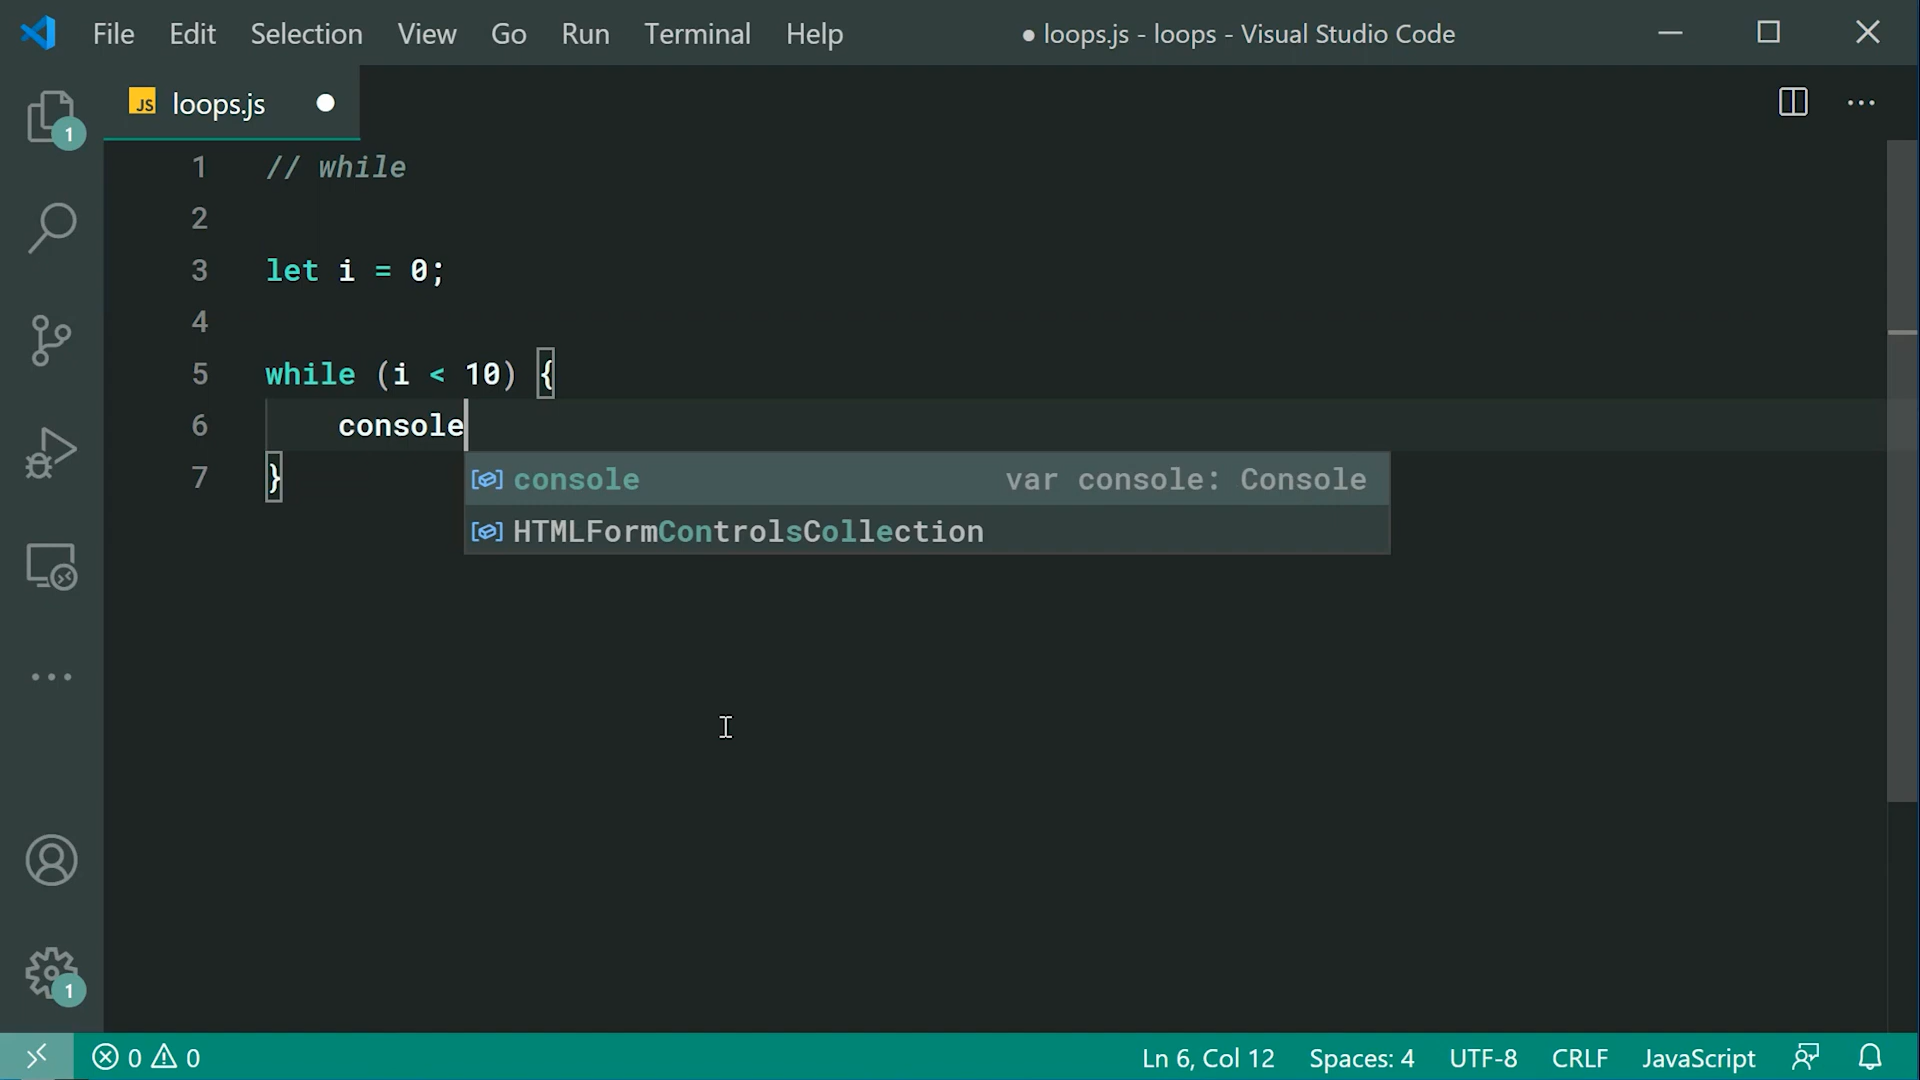 File Edit Selection View Go Run Terminal Help ● loops.js - loops - Visual Studio Code
JS loops.js
1
1 // while
2
3 let i = 0;
4
5 while (i < 10) {
6 console
7 }
console var console: Console
HTMLFormControlsCollection
1
0 0 Ln 6, Col 12 Spaces: 4 UTF-8 CRLF JavaScript